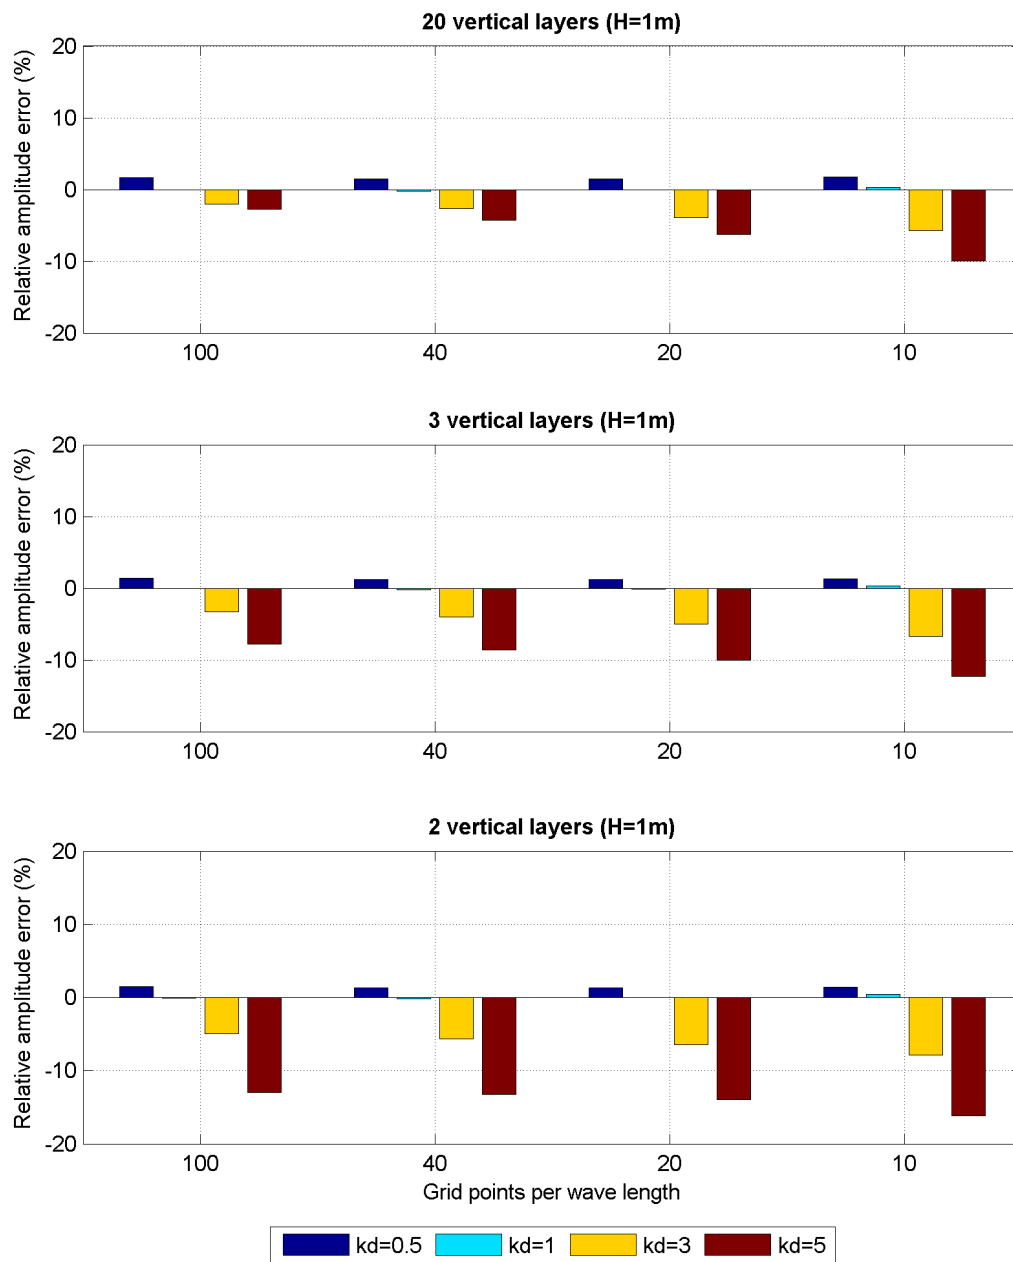 20 vertical layers (H=1m)
Relative amplitude error (%)
20
10
0
-10
-20
100 40 20 10
3 vertical layers (H=1m)
Relative amplitude error (%)
20
10
0
-10
-20
100 40 20 10
2 vertical layers (H=1m)
Relative amplitude error (%)
20
10
0
-10
-20
100 40 20 10
Grid points per wave length
kd=0.5 kd=1 kd=3 kd=5